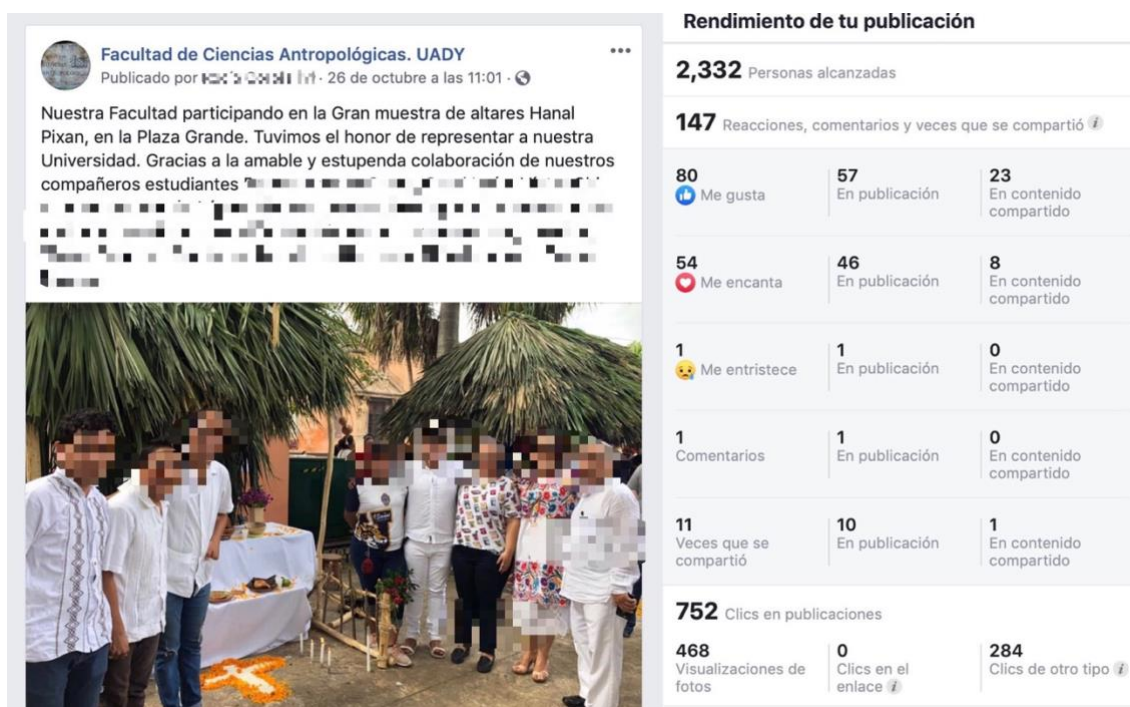 Facultad de Ciencias Antropológicas. UADY
Publicado por
26 de octubre a las 11:01 ·
Nuestra Facultad participando en la Gran muestra de altares Hanal
Pixan, en la Plaza Grande. Tuvimos el honor de representar a nuestra
Universidad. Gracias a la amable y estupenda colaboración de nuestros
compañeros estudiantes
Rendimiento de tu publicación
2,332 Personas alcanzadas
147 Reacciones, comentarios y veces que se compartió
80
Me gusta
57
En publicación
23
En contenido
compartido
54
Me encanta
46
En publicación
8
En contenido
compartido
1
Me entristece
1
En publicación
0
En contenido
compartido
1
Comentarios
1
En publicación
0
En contenido
compartido
11
Veces que se
compartió
10
En publicación
1
En contenido
compartido
752 Clics en publicaciones
468
Visualizaciones de
fotos
0
Clics en el
enlace
284
Clics de otro tipo